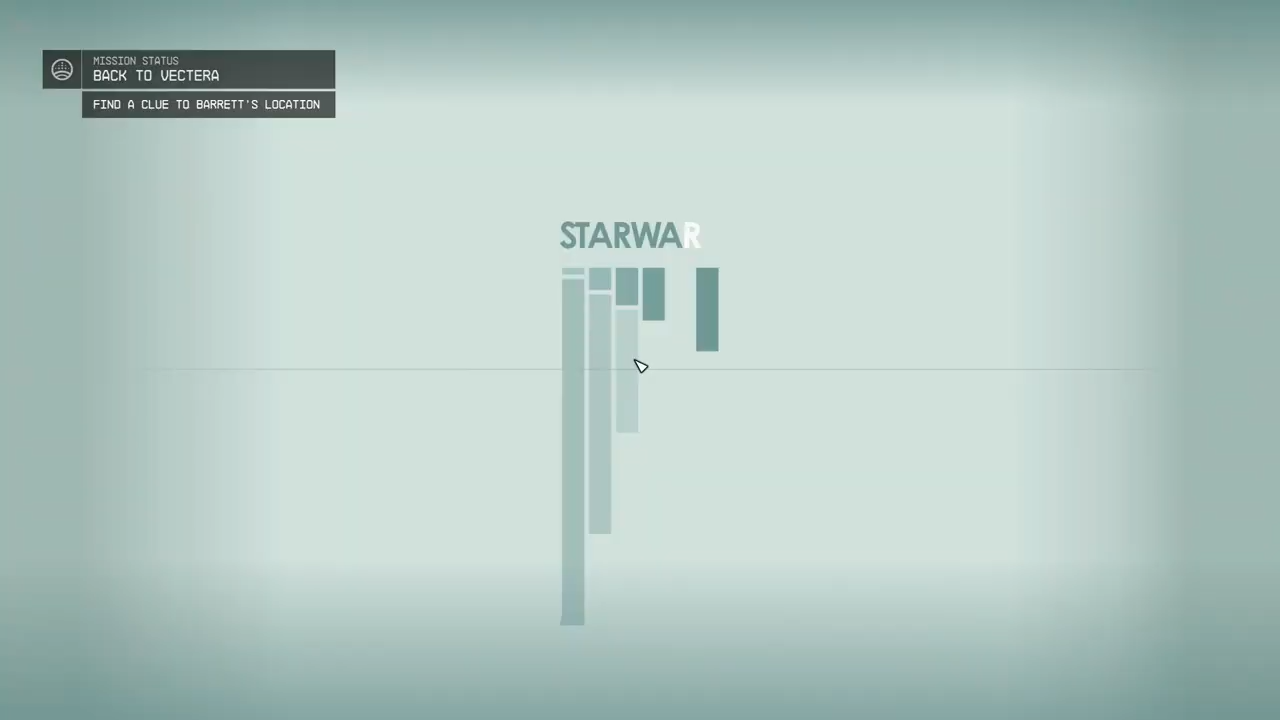 MISSION STATUS
BACK TO VECTERA
FIND A CLUE TO BARRETT'S LOCATION
STARWAR